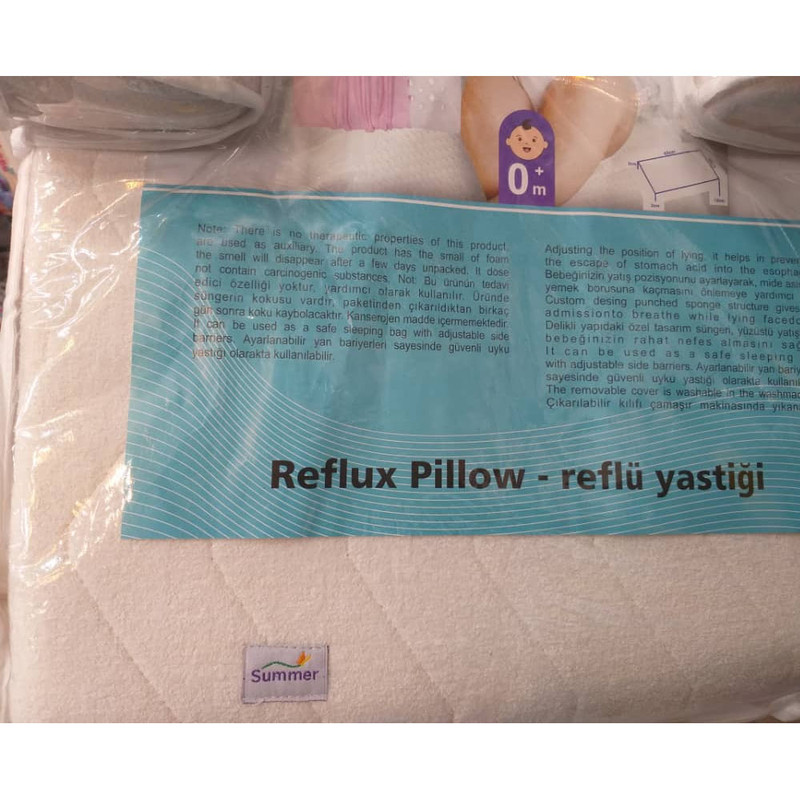 0+
m
Note: There is no therapeutic properties of this product,
are used as auxiliary. The product has the small of foam
the smell will disappear after a few days unpacked. It dose
not contain carcinogenic substances. Not: Bu ürünün tedavi
edici özelliği yoktur, yardımcı olarak kullanılır. Üründe
süngerin kokusu vardır, paketinden çıkarıldıktan birkaç
gün sonra koku kaybolacaktır. Kanserojen madde içermemektedir.
It can be used as a safe sleeping bag with adjustable side
barriers. Ayarlanabilir yan bariyerleri sayesinde güvenli uyku
yastığı olarakta kullanılabilir.
Adjusting the position of lying, it helps in preven
the escape of stomach acid into the esopha
Bebeğinizin yatış pozisyonunu ayarlayarak, mide asi
yemek borusuna kaçmasını önlemeye yardımcı
Custom desing punched sponge structure gives
admissionto breathe while lying facedo
Delikli yapıdaki özel tasarım süngeri, yüzüstü yatış
bebeğinizin rahat nefes almasını sağ
It can be used as a safe sleeping
with adjustable side barriers. Ayarlanabilir yan bariye
sayesinde güvenli uyku yastığı olarakta kullanıl
The removable cover is washable in the washmac
Çıkarılabilir kılıfı çamaşır makinasında yıkan
Reflux Pillow - reflü yastiği
Summer